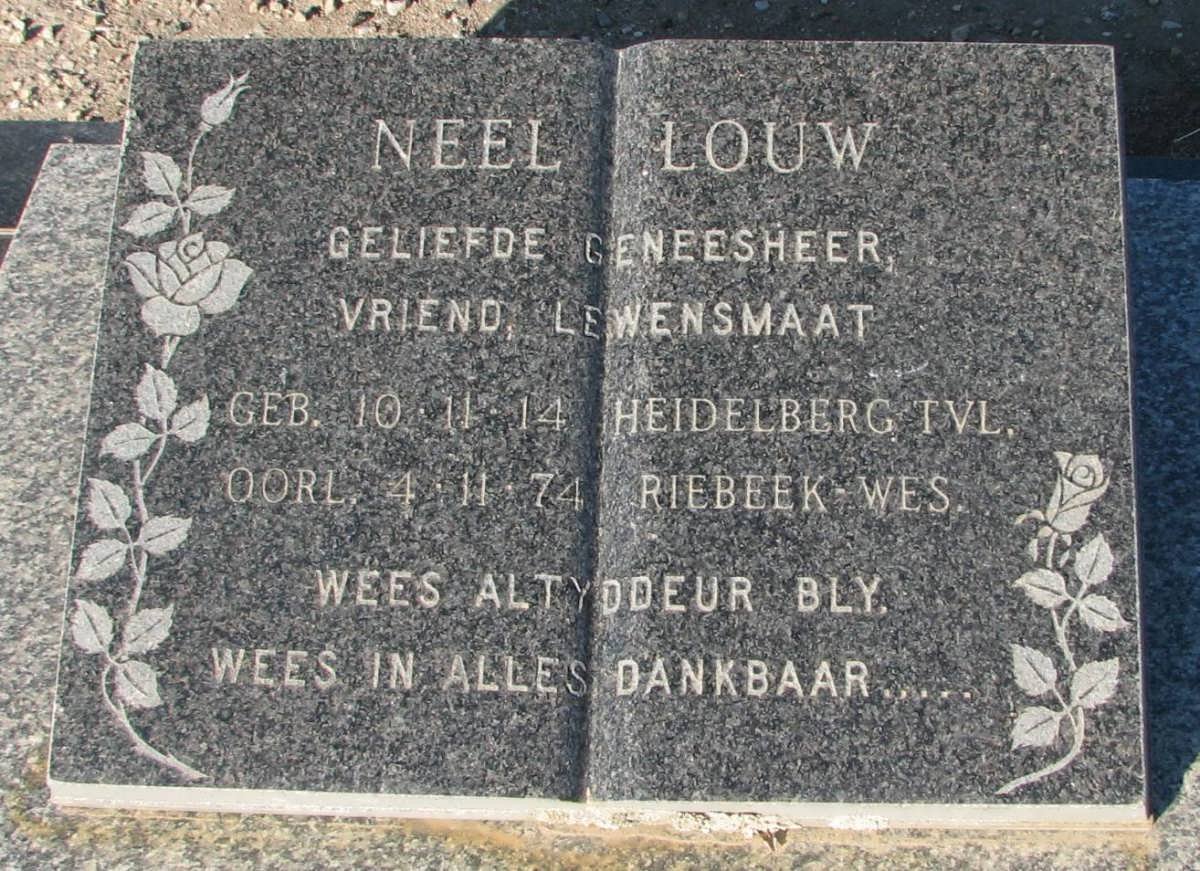 NEEL LOUW
GELIEFDE GENEESHEER,
VRIEND, LEWENSMAAT
GEB. 10·11·14 HEIDELBERG, TVL.
OORL. 4·11·74 RIEBEEK-WES.
WEES ALTYDDEUR BLY.
WEES IN ALLES DANKBAAR.....